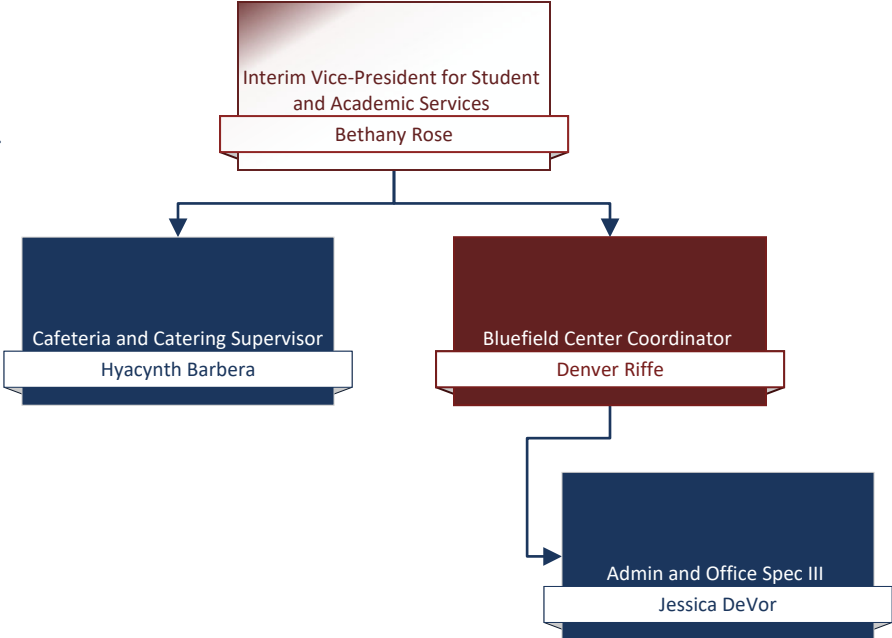 Interim Vice-President for Student
and Academic Services
Bethany Rose
Cafeteria and Catering Supervisor
Hyacynth Barbera
Bluefield Center Coordinator
Denver Riffe
Admin and Office Spec III
Jessica DeVor